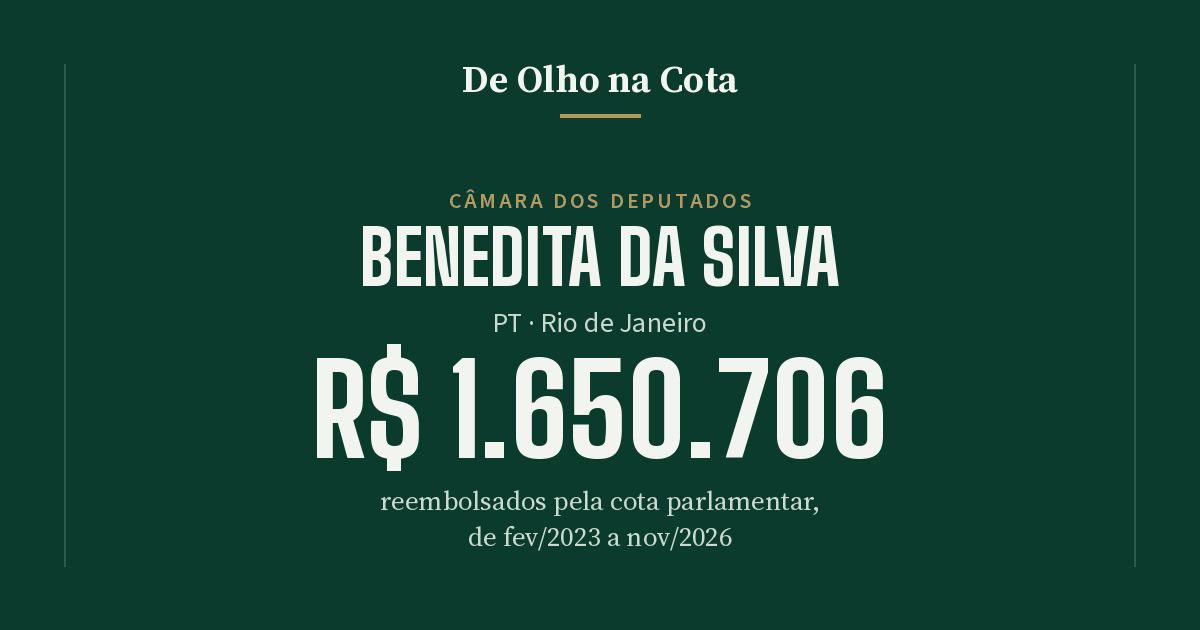 De Olho na Cota
CÂMARA DOS DEPUTADOS
BENEDITA DA SILVA
PT · Rio de Janeiro
R$ 1.650.706
reembolsados pela cota parlamentar,
de fev/2023 a nov/2026